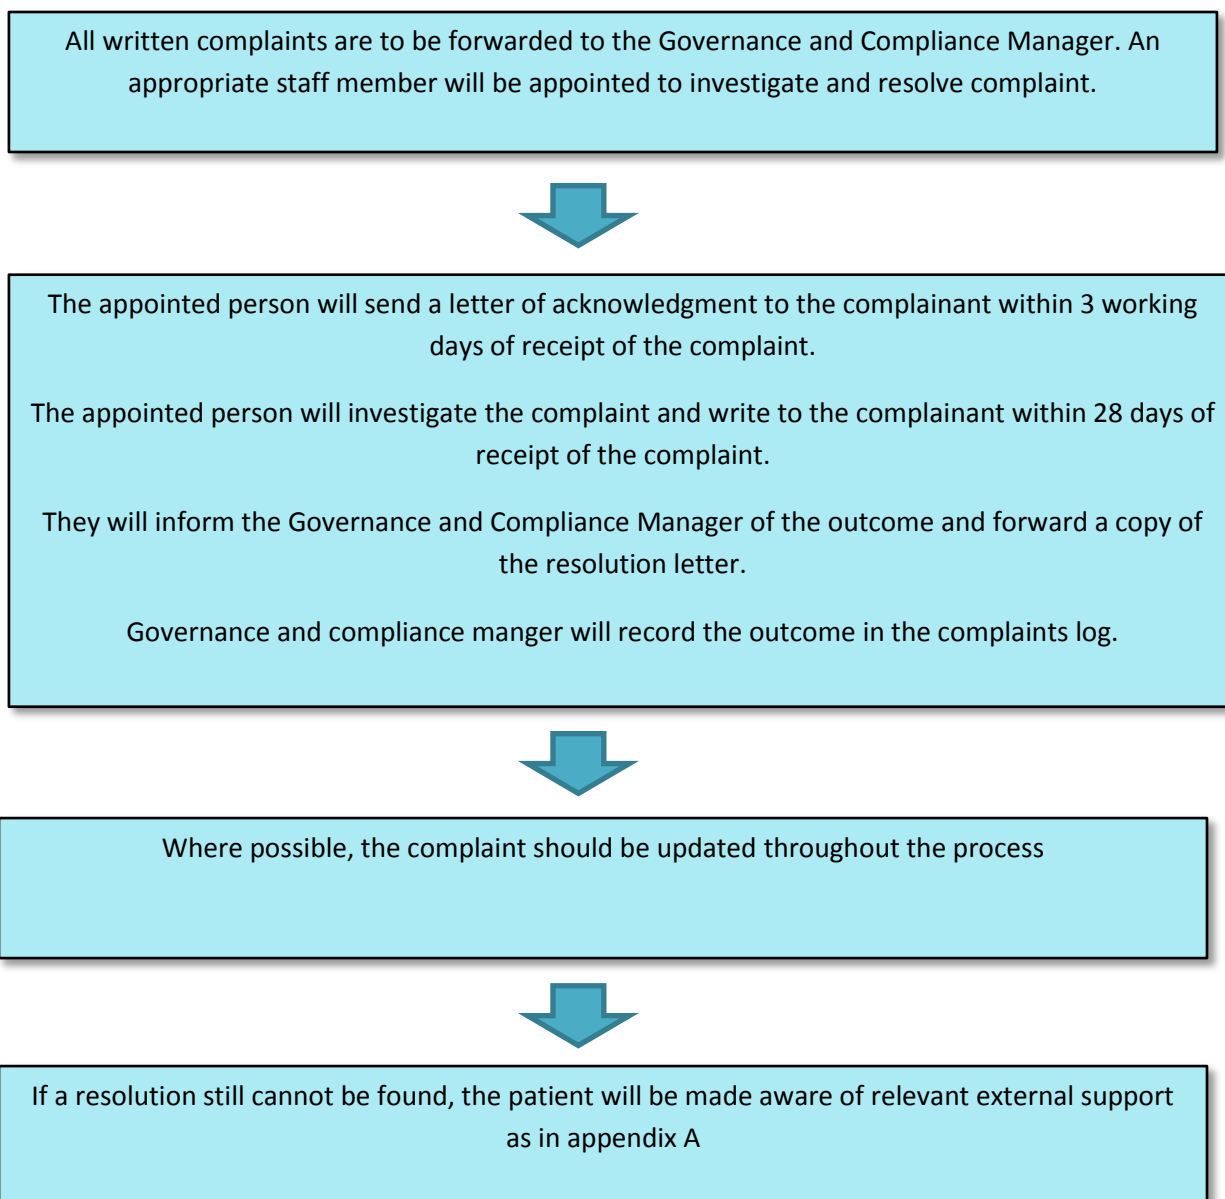 All written complaints are to be forwarded to the Governance and Compliance Manager. An
appropriate staff member will be appointed to investigate and resolve complaint.
The appointed person will send a letter of acknowledgment to the complainant within 3 working
days of receipt of the complaint.
The appointed person will investigate the complaint and write to the complainant within 28 days of
receipt of the complaint.
They will inform the Governance and Compliance Manager of the outcome and forward a copy of
the resolution letter.
Governance and compliance manger will record the outcome in the complaints log.
Where possible, the complaint should be updated throughout the process
If a resolution still cannot be found, the patient will be made aware of relevant external support
as in appendix A